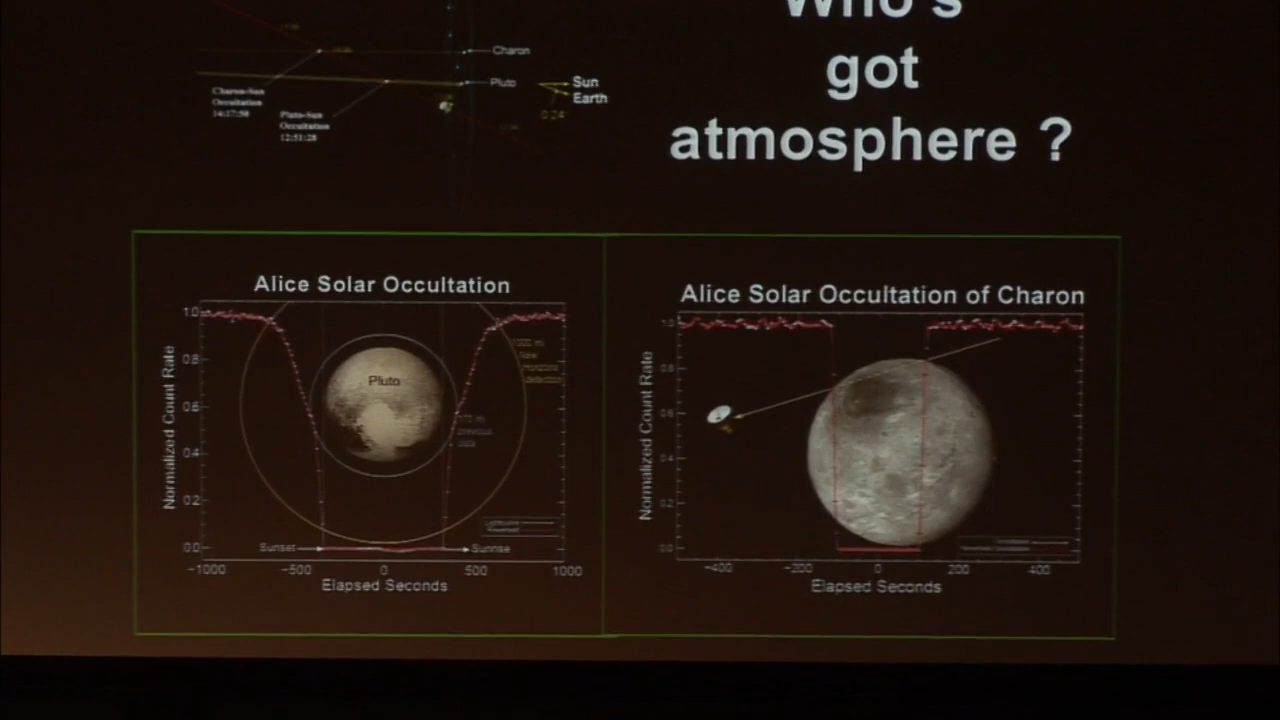 Who's
got
atmosphere ?
Charon
Pluto
Sun
Earth
Charon-Sun
Occultation
14:17:50
Pluto-Sun
Occultation
12:51:28
0.24°
Alice Solar Occultation
Normalized Count Rate
1.0
0.8
0.6
0.4
0.2
0.0
Pluto
Sunset
Sunrise
-1000
-500
0
500
1000
Elapsed Seconds
Alice Solar Occultation of Charon
Normalized Count Rate
1.0
0.8
0.6
0.4
0.2
0.0
-400
-200
0
200
400
Elapsed Seconds